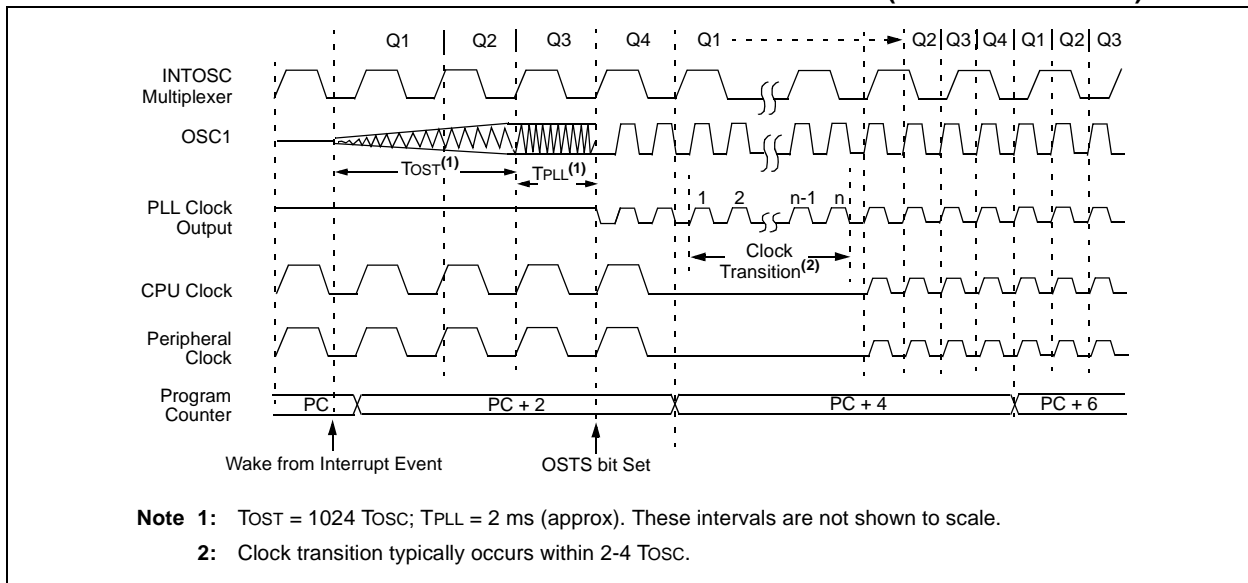 Q1 Q2 Q3 Q4 Q1 Q2 Q3 Q4 Q1 Q2 Q3
INTOSC
Multiplexer
OSC1
TOST(1)
TPLL(1)
PLL Clock
Output
1 2 n-1 n
Clock
Transition(2)
CPU Clock
Peripheral
Clock
Program
Counter
PC PC + 2 PC + 4 PC + 6
Wake from Interrupt Event
OSTS bit Set
Note 1: TOST = 1024 TOSC; TPLL = 2 ms (approx). These intervals are not shown to scale.
2: Clock transition typically occurs within 2-4 TOSC.